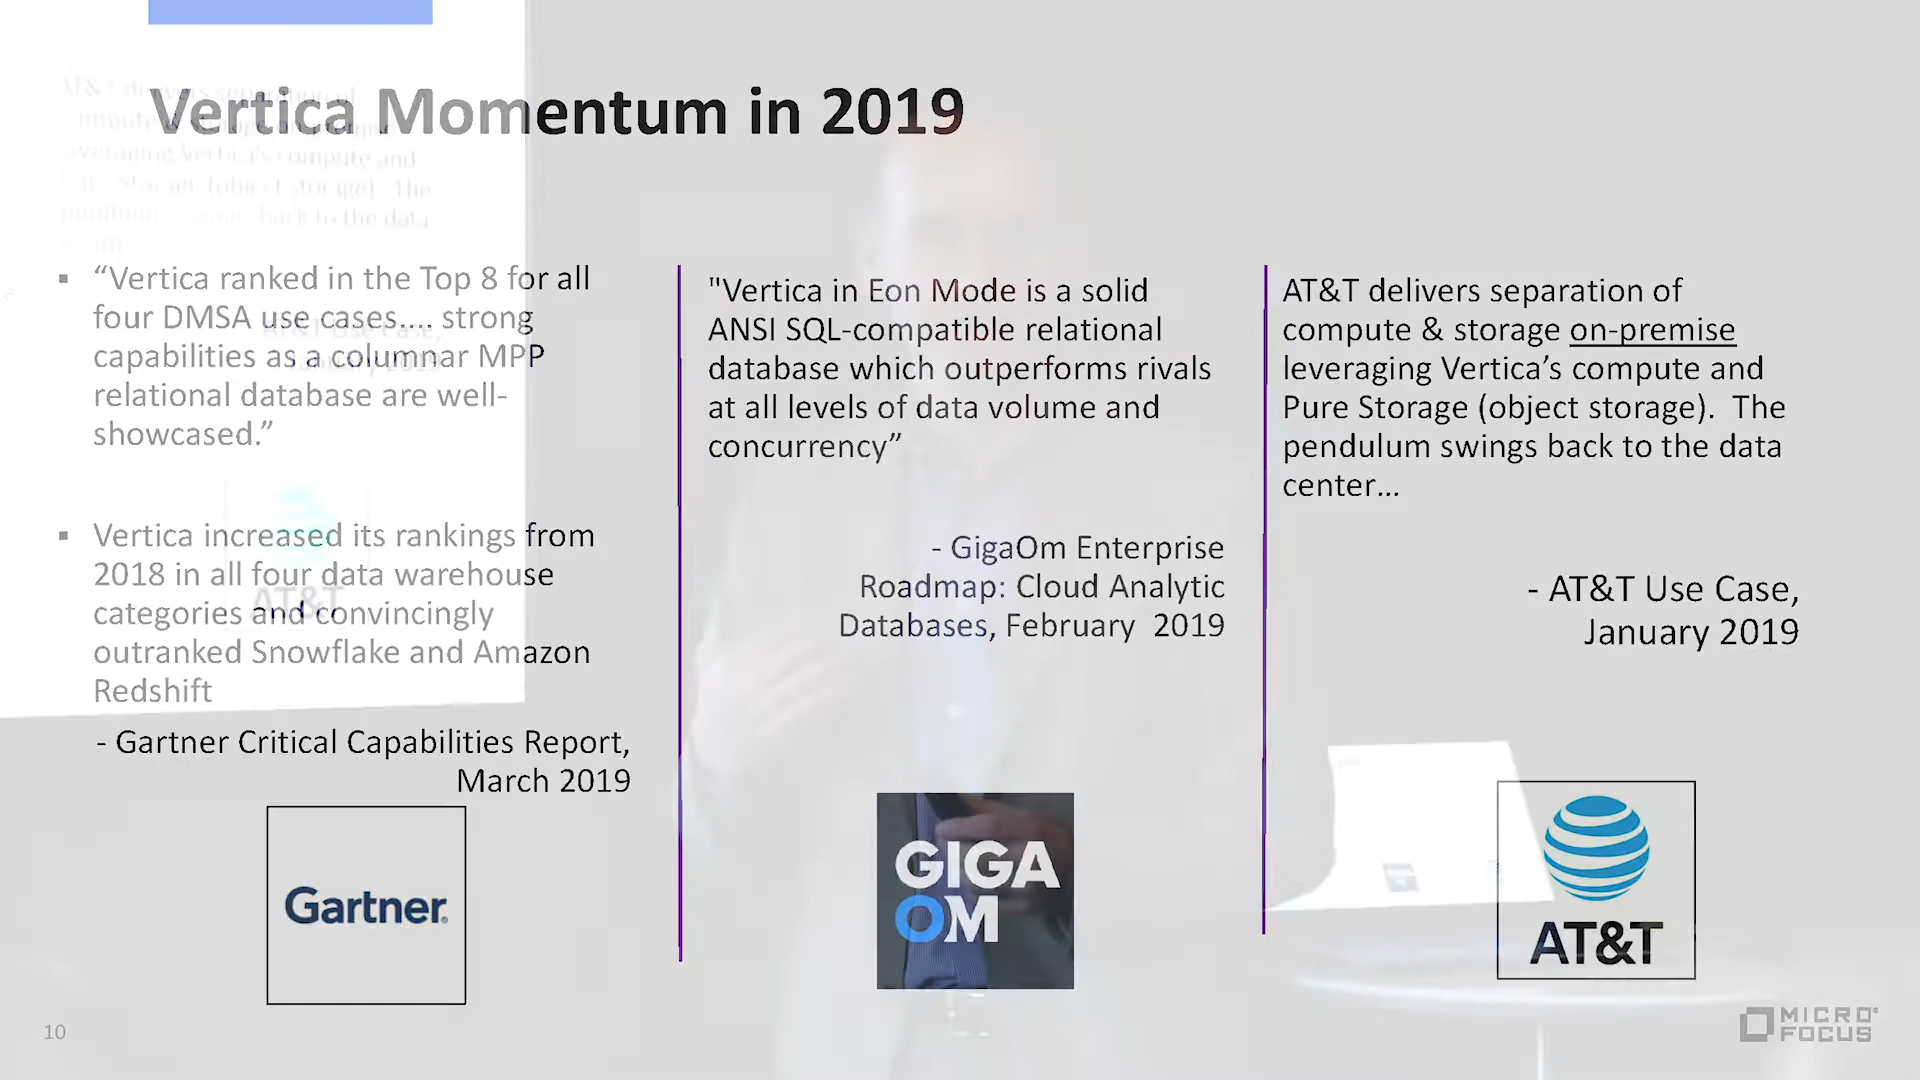 Vertica Momentum in 2019
▪ “Vertica ranked in the Top 8 for all
four DMSA use cases.... strong
capabilities as a columnar MPP
relational database are well-
showcased.”
▪ Vertica increased its rankings from
2018 in all four data warehouse
categories and convincingly
outranked Snowflake and Amazon
Redshift
- Gartner Critical Capabilities Report,
March 2019
Gartner.
"Vertica in Eon Mode is a solid
ANSI SQL-compatible relational
database which outperforms rivals
at all levels of data volume and
concurrency”
- GigaOm Enterprise
Roadmap: Cloud Analytic
Databases, February 2019
GIGA
OM
AT&T delivers separation of
compute & storage on-premise
leveraging Vertica’s compute and
Pure Storage (object storage). The
pendulum swings back to the data
center...
- AT&T Use Case,
January 2019
AT&T
10
MICRO
FOCUS